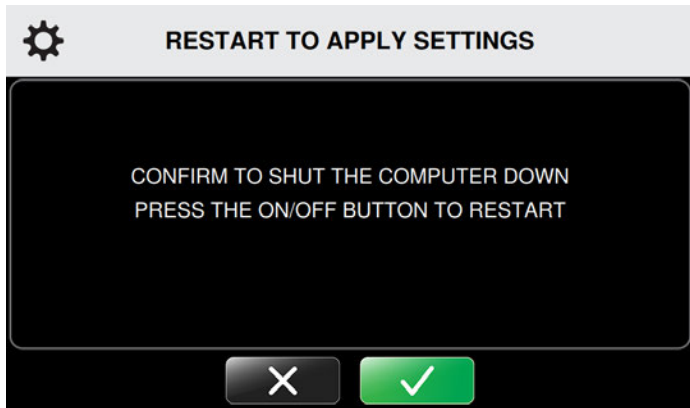 RESTART TO APPLY SETTINGS
CONFIRM TO SHUT THE COMPUTER DOWN
PRESS THE ON/OFF BUTTON TO RESTART